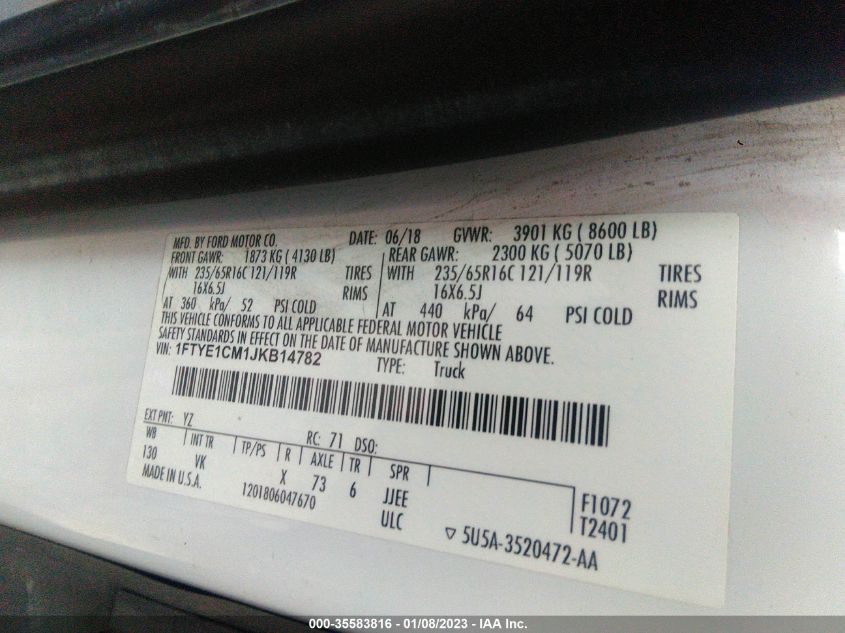 MFD. BY FORD MOTOR CO. DATE: 06/18 GVWR: 3901 KG ( 8600 LB)
FRONT GAWR: 1873 KG ( 4130 LB) REAR GAWR: 2300 KG ( 5070 LB)
WITH 235/65R16C 121/119R TIRES WITH 235/65R16C 121/119R TIRES
16X6.5J RIMS 16X6.5J RIMS
AT 360 kPa/ 52 PSI COLD AT 440 kPa/ 64 PSI COLD
THIS VEHICLE CONFORMS TO ALL APPLICABLE FEDERAL MOTOR VEHICLE
SAFETY STANDARDS IN EFFECT ON THE DATE OF MANUFACTURE SHOWN ABOVE.
VIN: 1FTYE1CM1JKB14782 TYPE: Truck
EXT PNT: YZ RC: 71 DSO:
WB INT TR TP/PS R AXLE TR SPR
130 VK X 73 6 JJEE F1072
MADE IN U.S.A. 1201806047670 ULC T2401
▽ 5U5A-3520472-AA
000-35583816 - 01/08/2023 - IAA Inc.